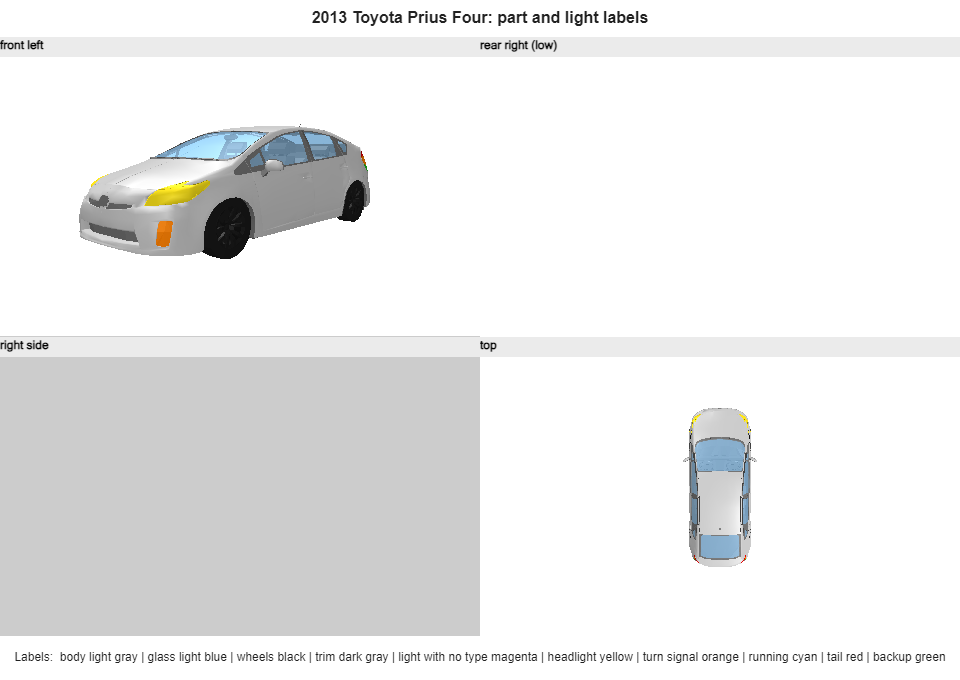 2013 Toyota Prius Four: part and light labels
front left
rear right (low)
right side
top
Labels: body light gray | glass light blue | wheels black | trim dark gray | light with no type magenta | headlight yellow | turn signal orange | running cyan | tail red | backup green